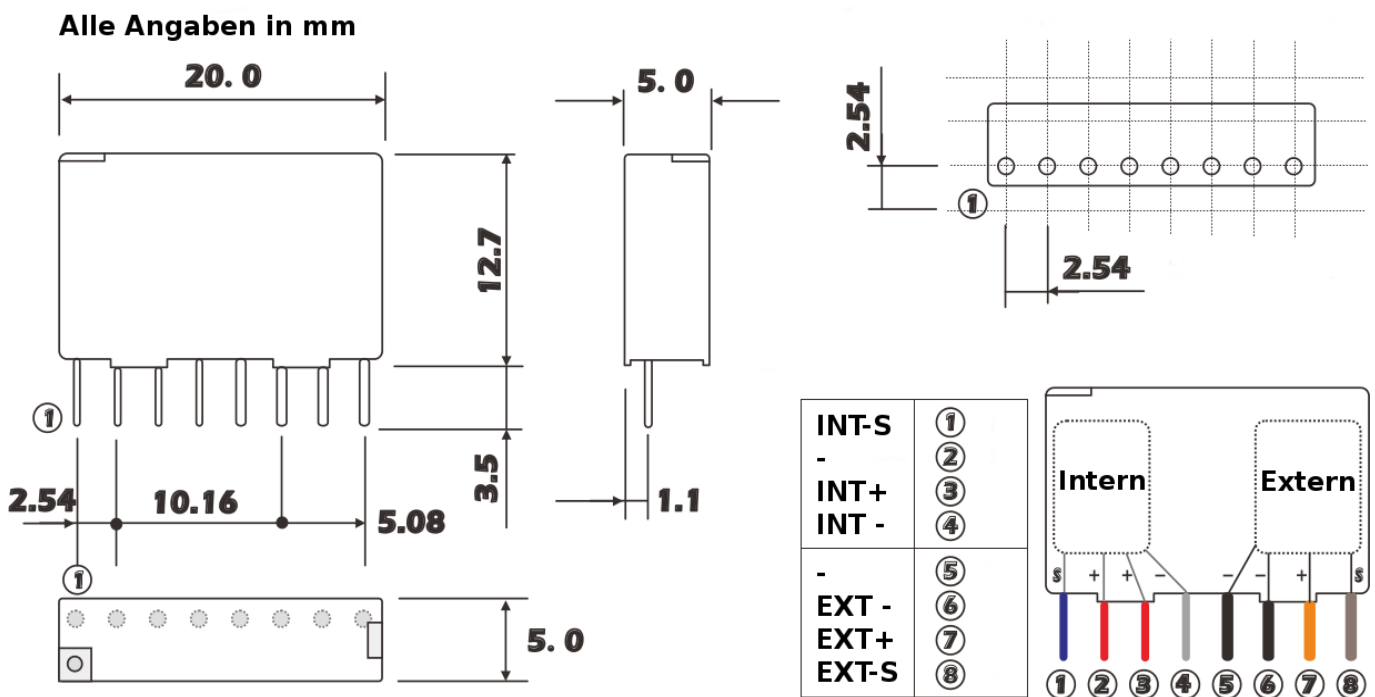 Alle Angaben in mm
20. 0
5. 0
2.54
12.7
①
①
2.54
3.5
2.54
10.16
5.08
1.1
①
5. 0
INT-S ①
- ②
INT+ ③
INT - ④
- ⑤
EXT - ⑥
EXT+ ⑦
EXT-S ⑧
Intern Extern
S + + - - - + S
① ② ③ ④ ⑤ ⑥ ⑦ ⑧